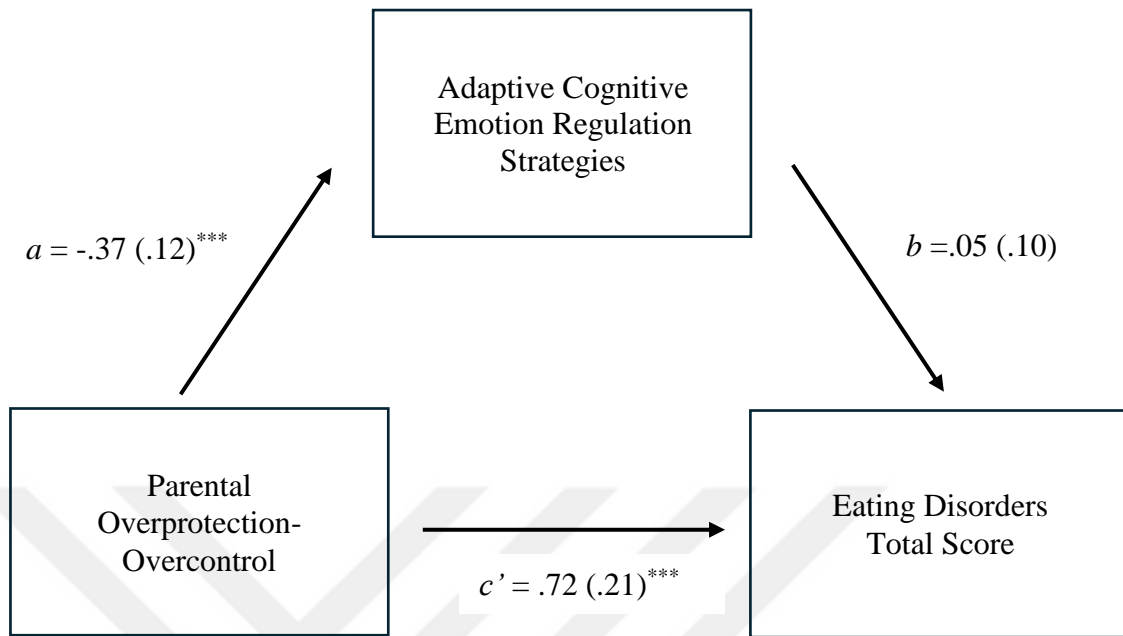 Adaptive Cognitive
Emotion Regulation
Strategies
a = -.37 (.12)***
b =.05 (.10)
Parental
Overprotection-
Overcontrol
Eating Disorders
Total Score
c’ = .72 (.21)***